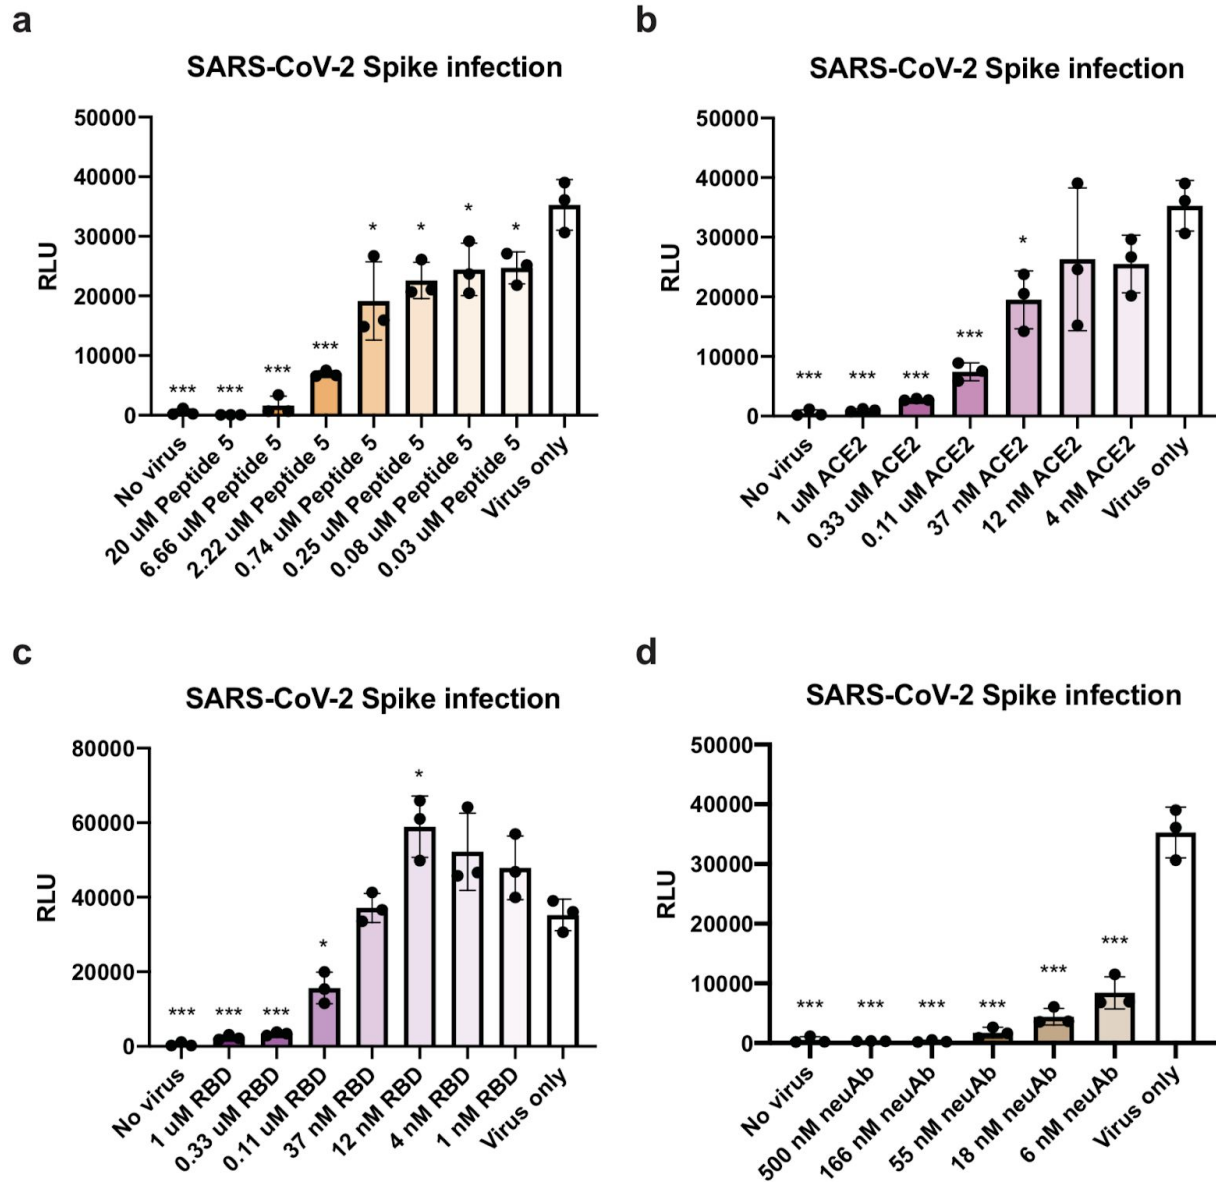 a
SARS-CoV-2 Spike infection
50000
40000
30000
20000
10000
0
RLU
***
***
***
***
*
*
*
*
No virus
20 uM Peptide 5
6.66 uM Peptide 5
2.22 uM Peptide 5
0.74 uM Peptide 5
0.25 uM Peptide 5
0.08 uM Peptide 5
0.03 uM Peptide 5
Virus only
b
SARS-CoV-2 Spike infection
50000
40000
30000
20000
10000
0
RLU
***
***
***
***
*
No virus
1 uM ACE2
0.33 uM ACE2
0.11 uM ACE2
37 nM ACE2
12 nM ACE2
4 nM ACE2
Virus only
c
SARS-CoV-2 Spike infection
80000
60000
40000
20000
0
RLU
***
***
***
*
*
No virus
1 uM RBD
0.33 uM RBD
0.11 uM RBD
37 nM RBD
12 nM RBD
4 nM RBD
1 nM RBD
Virus only
d
SARS-CoV-2 Spike infection
50000
40000
30000
20000
10000
0
RLU
***
***
***
***
***
***
No virus
500 nM neuAb
166 nM neuAb
55 nM neuAb
18 nM neuAb
6 nM neuAb
Virus only